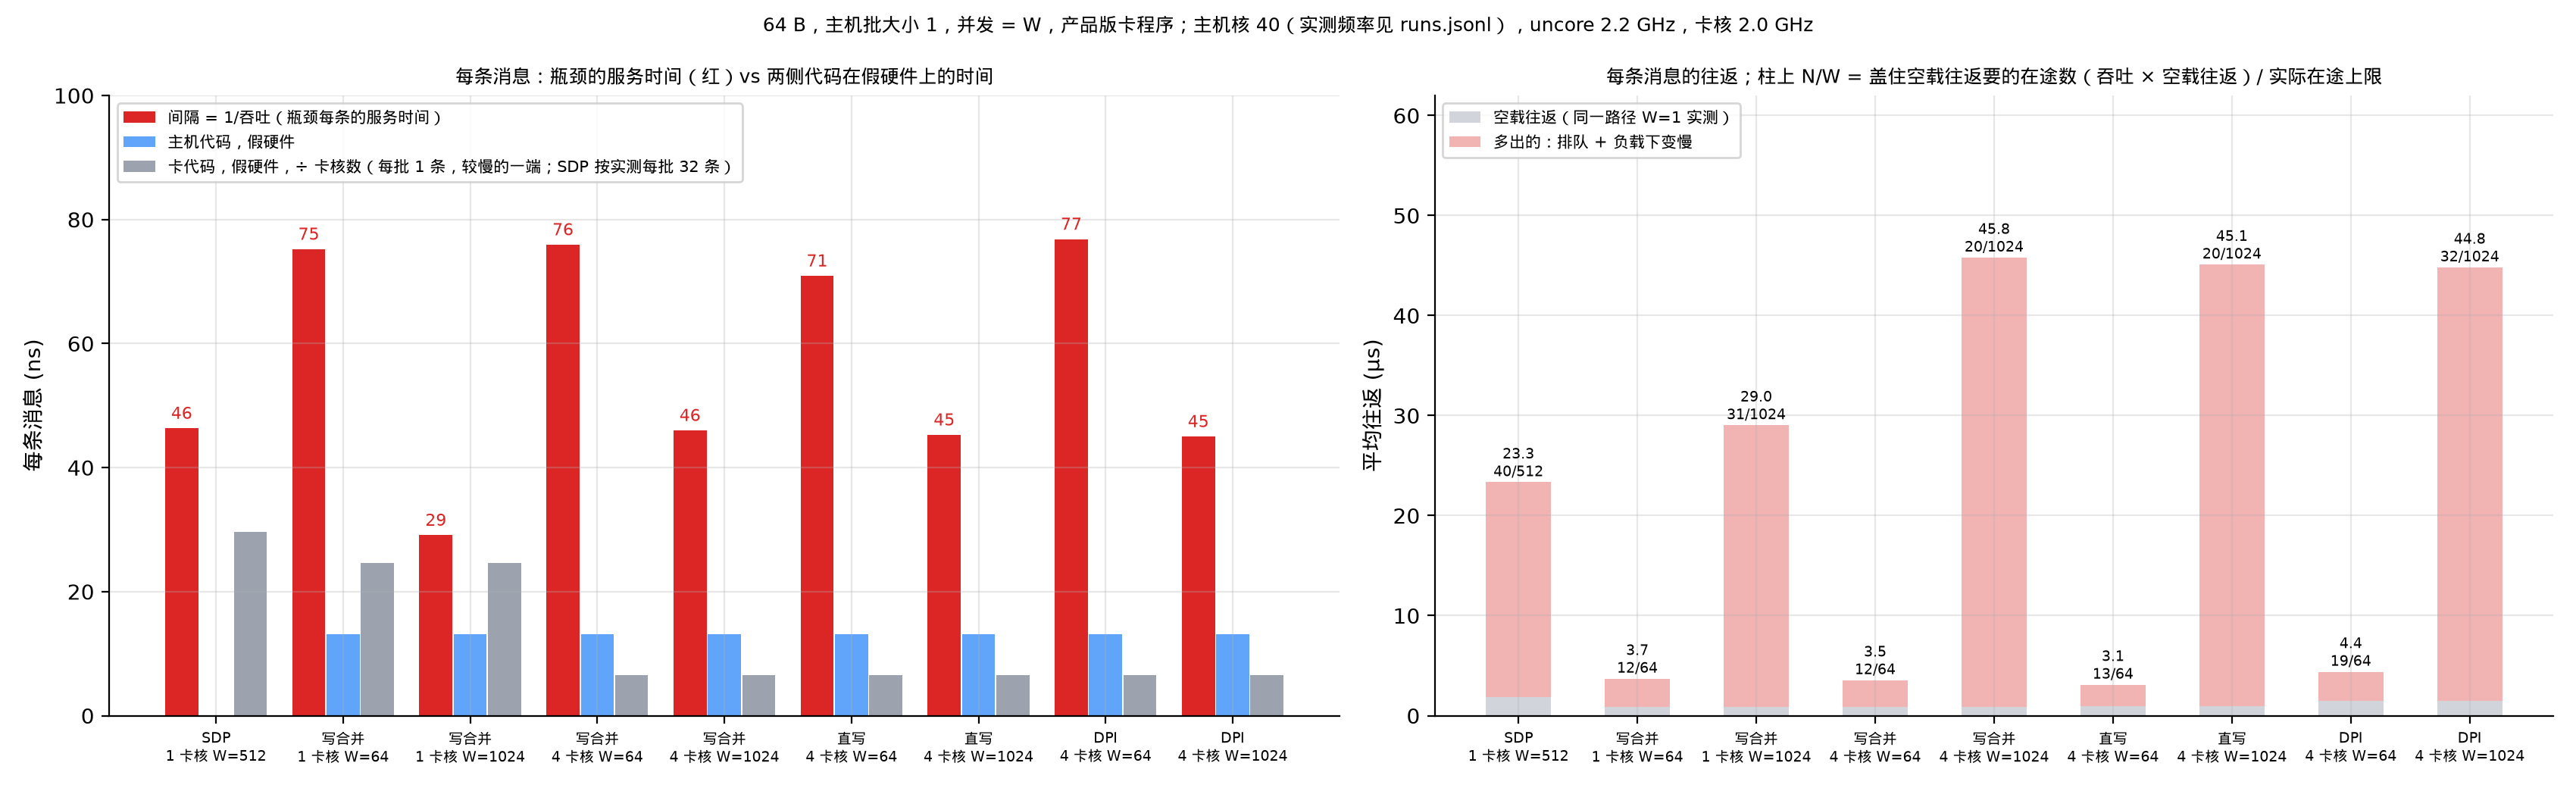 64 B，主机批大小 1，并发 = W，产品版卡程序；主机核 40（实测频率见 runs.jsonl），uncore 2.2 GHz，卡核 2.0 GHz
每条消息：瓶颈的服务时间（红）vs 两侧代码在假硬件上的时间
间隔 = 1/吞吐（瓶颈每条的服务时间）
主机代码，假硬件
卡代码，假硬件，÷ 卡核数（每批 1 条，较慢的一端；SDP 按实测每批 32 条）
每条消息 (ns)
100
80
60
40
20
0
46
75
29
76
46
71
45
77
45
SDP
1 卡核 W=512
写合并
1 卡核 W=64
写合并
1 卡核 W=1024
写合并
4 卡核 W=64
写合并
4 卡核 W=1024
直写
4 卡核 W=64
直写
4 卡核 W=1024
DPI
4 卡核 W=64
DPI
4 卡核 W=1024
每条消息的往返；柱上 N/W = 盖住空载往返要的在途数（吞吐 × 空载往返）/ 实际在途上限
空载往返（同一路径 W=1 实测）
多出的：排队 + 负载下变慢
平均往返 (µs)
60
50
40
30
20
10
0
23.3
40/512
3.7
12/64
29.0
31/1024
3.5
12/64
45.8
20/1024
3.1
13/64
45.1
20/1024
4.4
19/64
44.8
32/1024
SDP
1 卡核 W=512
写合并
1 卡核 W=64
写合并
1 卡核 W=1024
写合并
4 卡核 W=64
写合并
4 卡核 W=1024
直写
4 卡核 W=64
直写
4 卡核 W=1024
DPI
4 卡核 W=64
DPI
4 卡核 W=1024